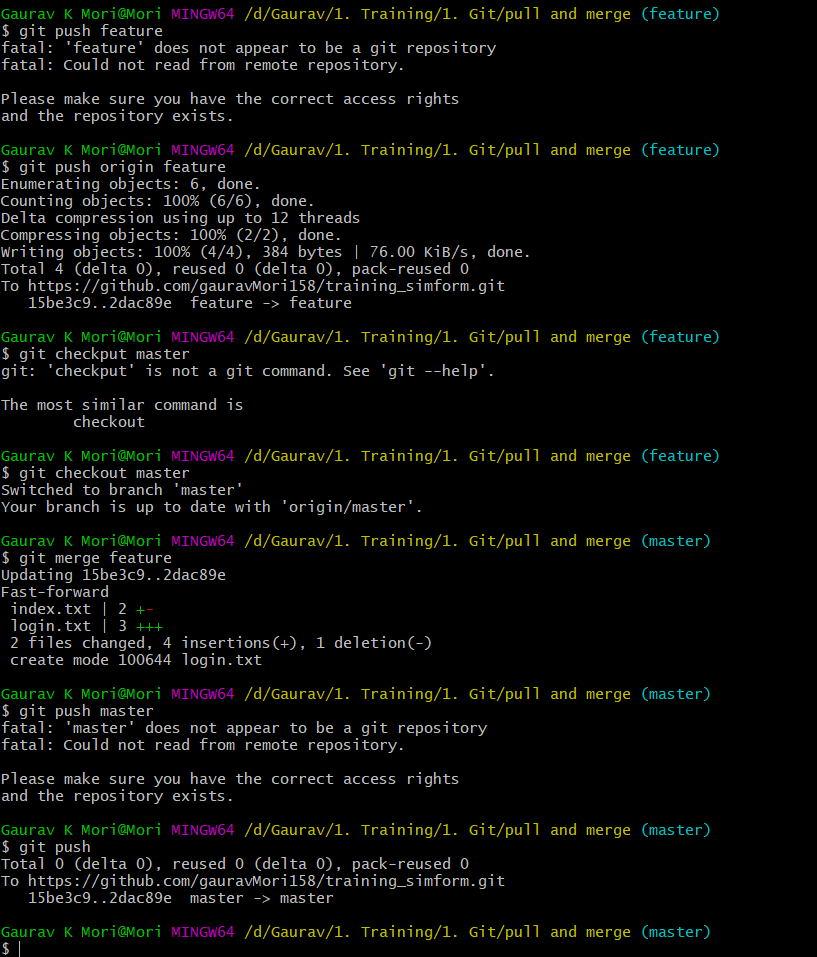 Gaurav K Mori@Mori MINGW64 /d/Gaurav/1. Training/1. Git/pull and merge (feature)
$ git push feature
fatal: 'feature' does not appear to be a git repository
fatal: Could not read from remote repository.

Please make sure you have the correct access rights
and the repository exists.

Gaurav K Mori@Mori MINGW64 /d/Gaurav/1. Training/1. Git/pull and merge (feature)
$ git push origin feature
Enumerating objects: 6, done.
Counting objects: 100% (6/6), done.
Delta compression using up to 12 threads
Compressing objects: 100% (2/2), done.
Writing objects: 100% (4/4), 384 bytes | 76.00 KiB/s, done.
Total 4 (delta 0), reused 0 (delta 0), pack-reused 0
To https://github.com/gauravMori158/training_simform.git
   15be3c9..2dac89e  feature -> feature

Gaurav K Mori@Mori MINGW64 /d/Gaurav/1. Training/1. Git/pull and merge (feature)
$ git checkput master
git: 'checkput' is not a git command. See 'git --help'.

The most similar command is
        checkout

Gaurav K Mori@Mori MINGW64 /d/Gaurav/1. Training/1. Git/pull and merge (feature)
$ git checkout master
Switched to branch 'master'
Your branch is up to date with 'origin/master'.

Gaurav K Mori@Mori MINGW64 /d/Gaurav/1. Training/1. Git/pull and merge (master)
$ git merge feature
Updating 15be3c9..2dac89e
Fast-forward
 index.txt | 2 +-
 login.txt | 3 +++
 2 files changed, 4 insertions(+), 1 deletion(-)
 create mode 100644 login.txt

Gaurav K Mori@Mori MINGW64 /d/Gaurav/1. Training/1. Git/pull and merge (master)
$ git push master
fatal: 'master' does not appear to be a git repository
fatal: Could not read from remote repository.

Please make sure you have the correct access rights
and the repository exists.

Gaurav K Mori@Mori MINGW64 /d/Gaurav/1. Training/1. Git/pull and merge (master)
$ git push
Total 0 (delta 0), reused 0 (delta 0), pack-reused 0
To https://github.com/gauravMori158/training_simform.git
   15be3c9..2dac89e  master -> master

Gaurav K Mori@Mori MINGW64 /d/Gaurav/1. Training/1. Git/pull and merge (master)
$